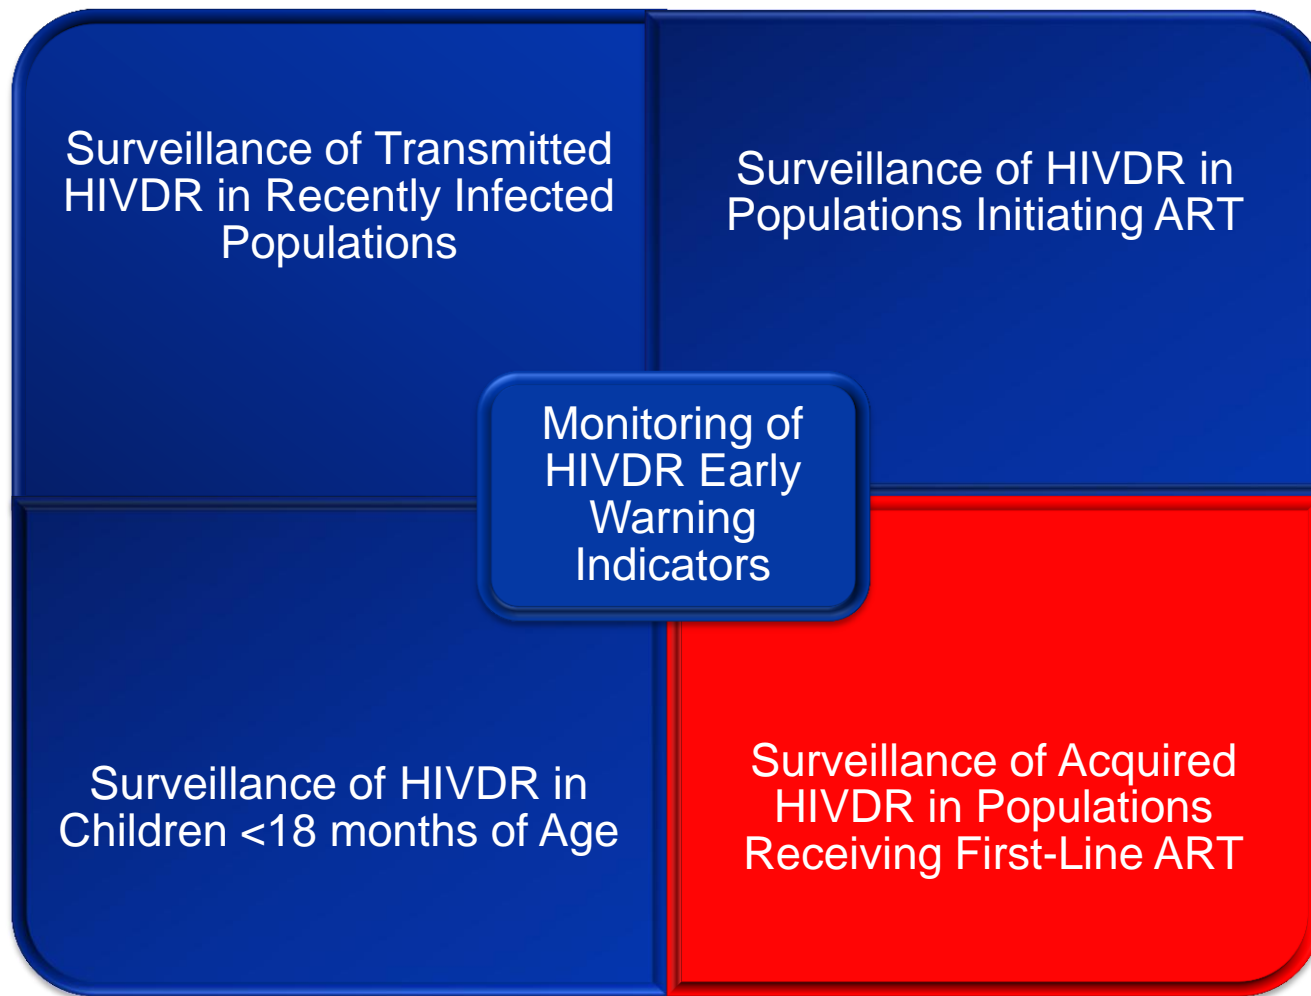 Surveillance of Transmitted
HIVDR in Recently Infected
Populations
Surveillance of HIVDR in
Populations Initiating ART
Monitoring of
HIVDR Early
Warning
Indicators
Surveillance of HIVDR in
Children <18 months of Age
Surveillance of Acquired
HIVDR in Populations
Receiving First-Line ART